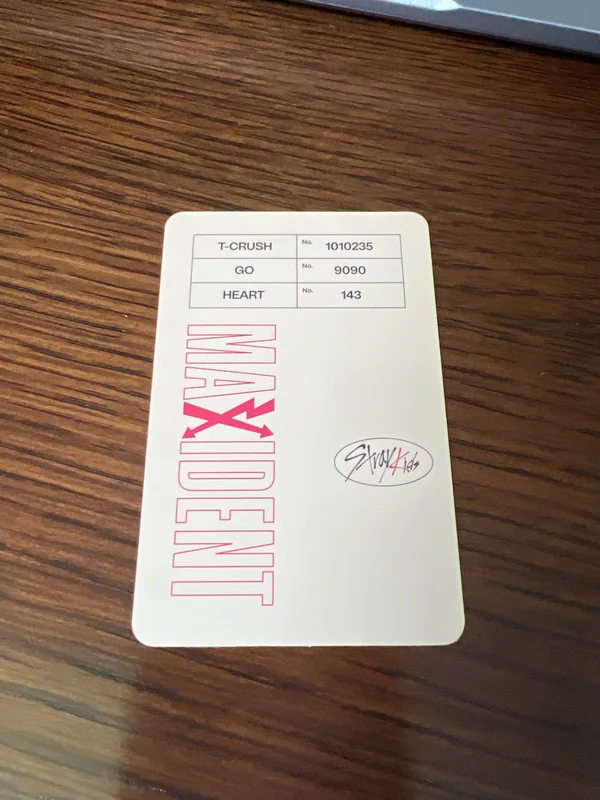 T-CRUSH No. 1010235
GO No. 9090
HEART No. 143
MAXIDENT
Stray Kids